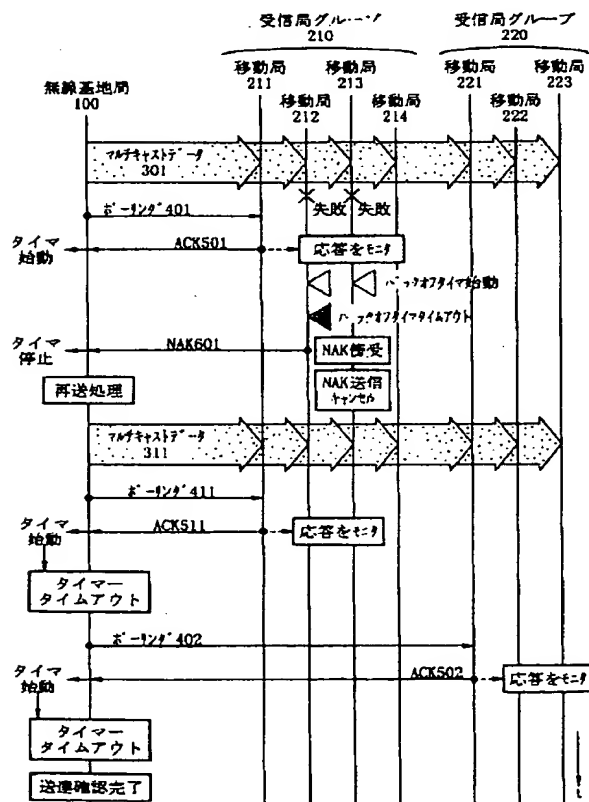 受信局グループ
210
受信局グループ
220
無線基地局
100
移動局
211
移動局
212
移動局
213
移動局
214
移動局
221
移動局
222
移動局
223
マルチキャストデータ
301
失敗
失敗
ポーリング401
タイマ
始動
ACK501
応答をモニタ
バックオフタイマ始動
バックオフタイマタイムアウト
タイマ
停止
NAK601
NAK傍受
再送処理
NAK送信
キャンセル
マルチキャストデータ
311
ポーリング411
タイマ
始動
ACK511
応答をモニタ
タイマー
タイムアウト
ポーリング402
タイマ
始動
ACK502
応答をモニタ
タイマー
タイムアウト
送達確認完了
t